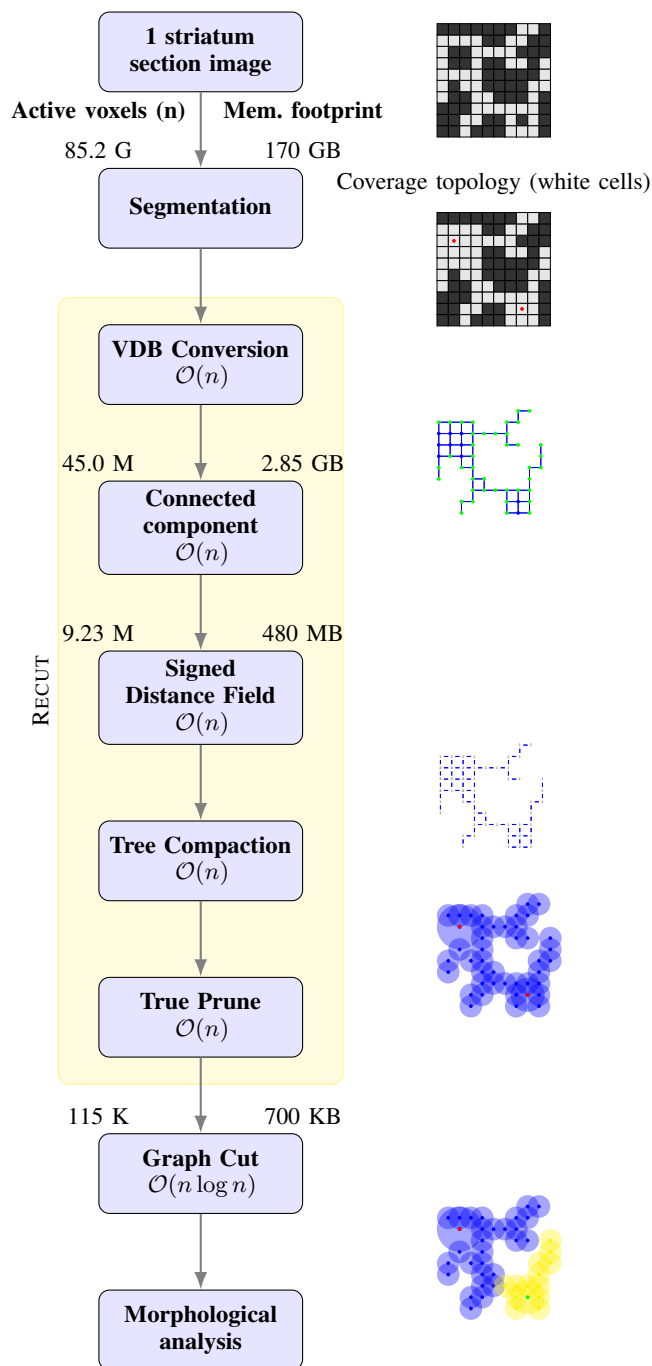 1 striatum
section image
Active voxels (n) Mem. footprint
85.2 G 170 GB
Coverage topology (white cells)
Segmentation
VDB Conversion
𝒪(n)
45.0 M 2.85 GB
Connected
component
𝒪(n)
9.23 M 480 MB
RECUT
Signed
Distance Field
𝒪(n)
Tree Compaction
𝒪(n)
True Prune
𝒪(n)
115 K 700 KB
Graph Cut
𝒪(n log n)
Morphological
analysis